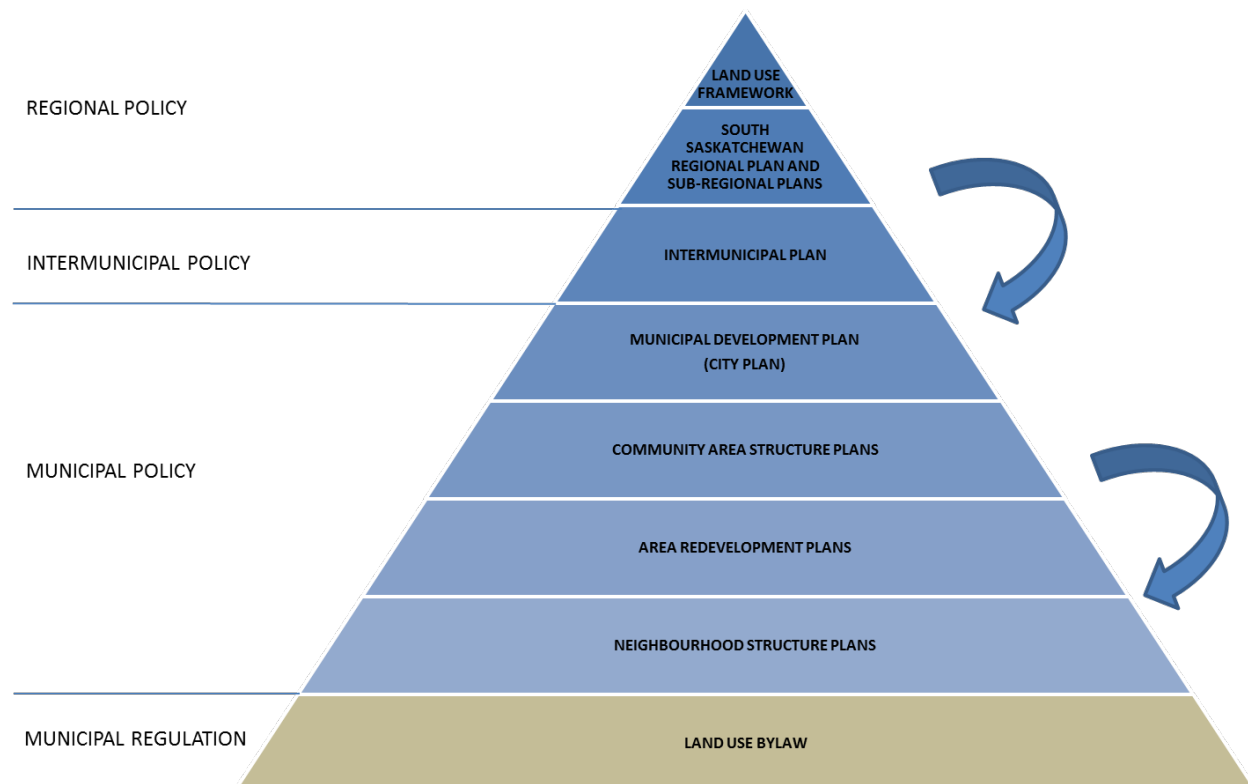 LAND USE
FRAMEWORK
REGIONAL POLICY
SOUTH
SASKATCHEWAN
REGIONAL PLAN AND
SUB-REGIONAL PLANS
INTERMUNICIPAL POLICY
INTERMUNICIPAL PLAN
MUNICIPAL DEVELOPMENT PLAN
(CITY PLAN)
COMMUNITY AREA STRUCTURE PLANS
MUNICIPAL POLICY
AREA REDEVELOPMENT PLANS
NEIGHBOURHOOD STRUCTURE PLANS
MUNICIPAL REGULATION
LAND USE BYLAW